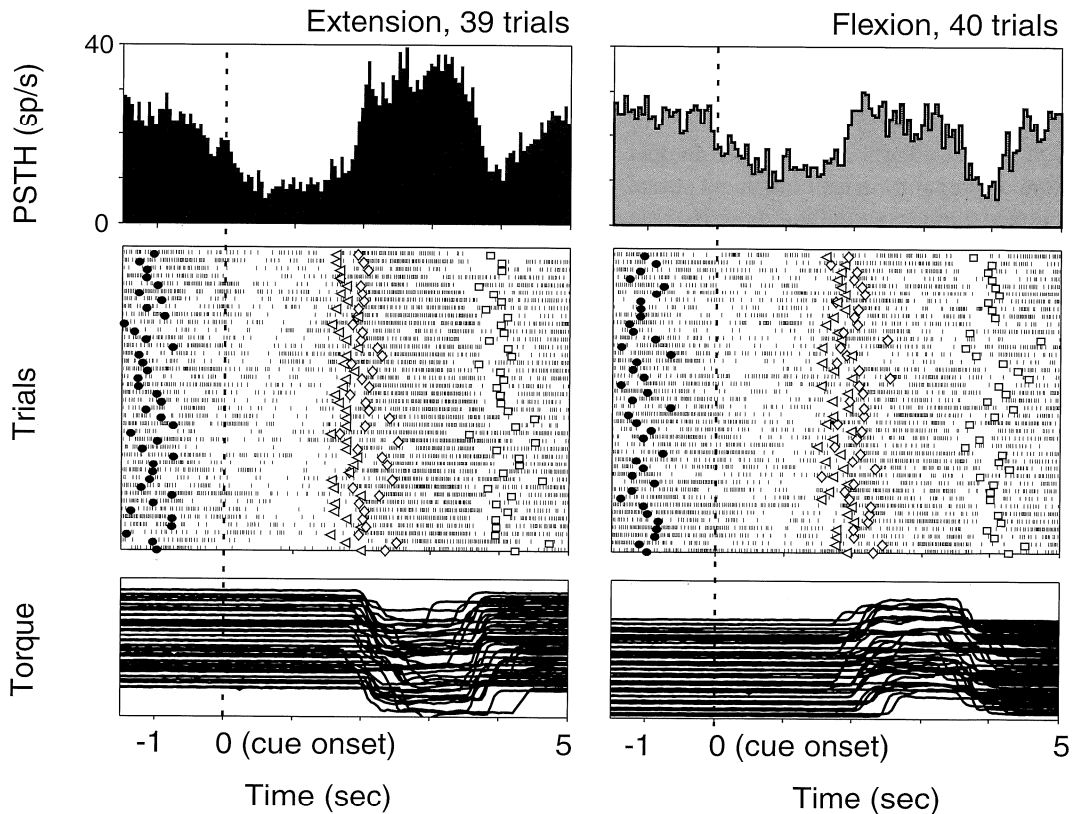 Extension, 39 trials
Flexion, 40 trials
40
PSTH (sp/s)
0
Trials
Torque
-1 0 (cue onset) 5
-1 0 (cue onset) 5
Time (sec)
Time (sec)